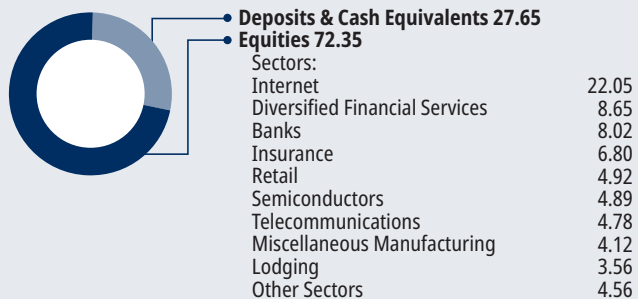 Deposits & Cash Equivalents 27.65
Equities 72.35
Sectors:
Internet 22.05
Diversified Financial Services 8.65
Banks 8.02
Insurance 6.80
Retail 4.92
Semiconductors 4.89
Telecommunications 4.78
Miscellaneous Manufacturing 4.12
Lodging 3.56
Other Sectors 4.56